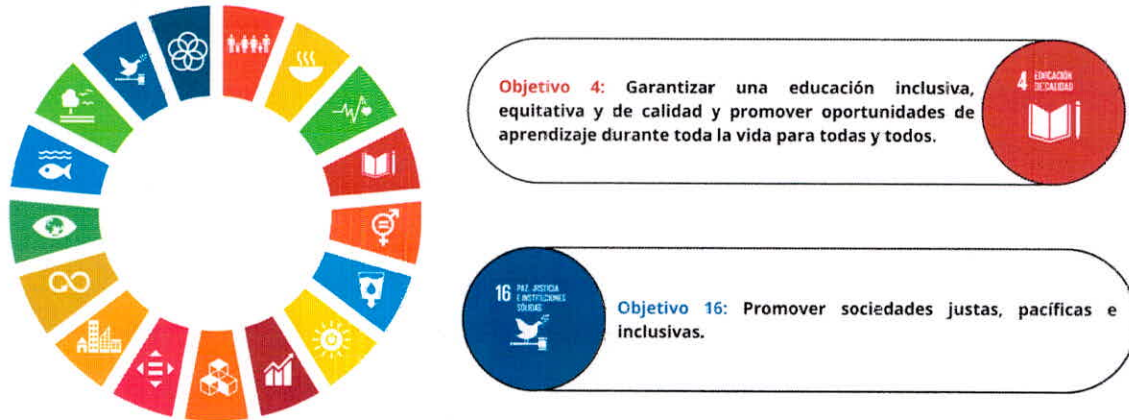 Objetivo 4: Garantizar una educación inclusiva,
equitativa y de calidad y promover oportunidades de
aprendizaje durante toda la vida para todas y todos.
4 EDUCACIÓN
DE CALIDAD
16 PAZ, JUSTICIA
E INSTITUCIONES
SÓLIDAS
Objetivo 16: Promover sociedades justas, pacíficas e
inclusivas.